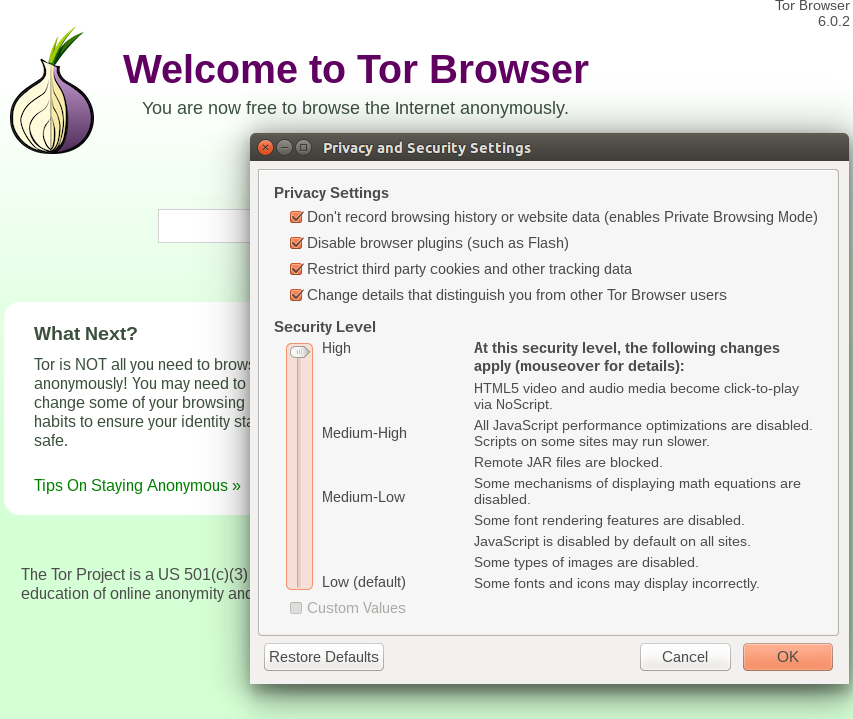 Tor Browser
6.0.2
Welcome to Tor Browser
You are now free to browse the Internet anonymously.
Privacy and Security Settings
Privacy Settings
Don't record browsing history or website data (enables Private Browsing Mode)
Disable browser plugins (such as Flash)
Restrict third party cookies and other tracking data
Change details that distinguish you from other Tor Browser users
Security Level
High
Medium-High
Medium-Low
Low (default)
Custom Values
At this security level, the following changes
apply (mouseover for details):
HTML5 video and audio media become click-to-play
via NoScript.
All JavaScript performance optimizations are disabled.
Scripts on some sites may run slower.
Remote JAR files are blocked.
Some mechanisms of displaying math equations are
disabled.
Some font rendering features are disabled.
JavaScript is disabled by default on all sites.
Some types of images are disabled.
Some fonts and icons may display incorrectly.
Restore Defaults
Cancel
OK
What Next?
Tor is NOT all you need to brows
anonymously! You may need to
change some of your browsing
habits to ensure your identity sta
safe.
Tips On Staying Anonymous »
The Tor Project is a US 501(c)(3)
education of online anonymity and